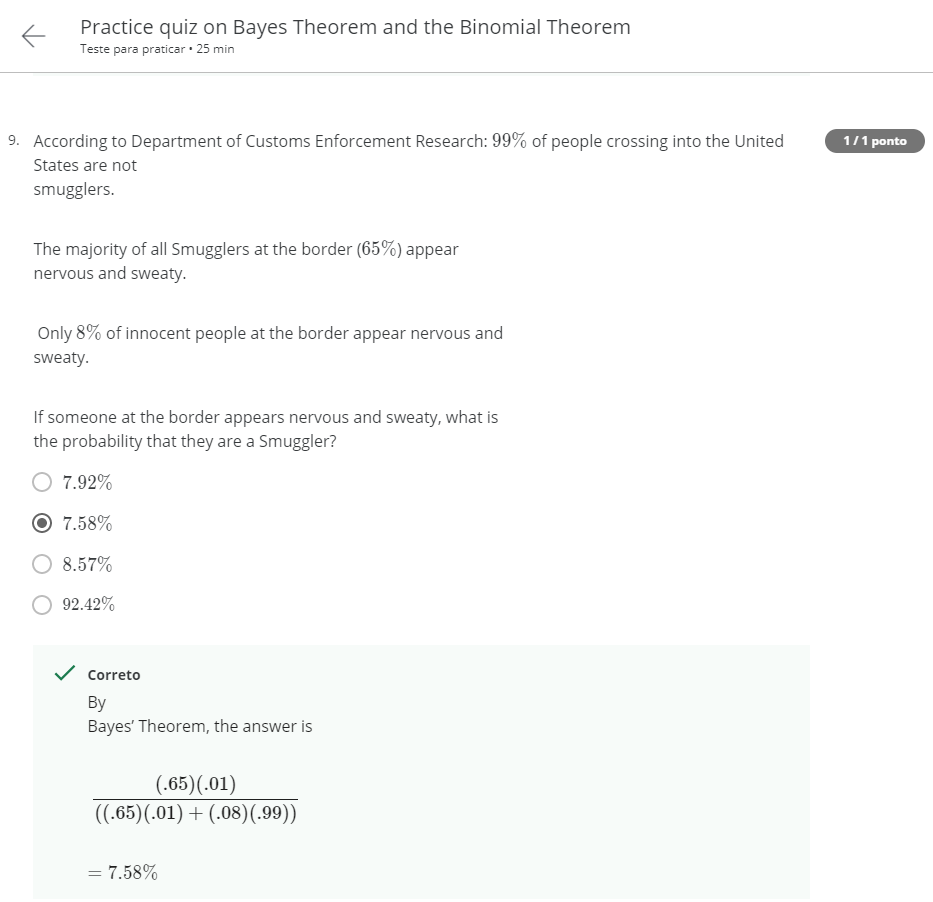 Practice quiz on Bayes Theorem and the Binomial Theorem
Teste para praticar • 25 min
9. According to Department of Customs Enforcement Research: 99% of people crossing into the United
1 / 1 ponto
States are not
smugglers.
The majority of all Smugglers at the border (65%) appear
nervous and sweaty.
Only 8% of innocent people at the border appear nervous and
sweaty.
If someone at the border appears nervous and sweaty, what is
the probability that they are a Smuggler?
7.92%
7.58%
8.57%
92.42%
Correto
By
Bayes’ Theorem, the answer is
(.65)(.01)
((.65)(.01) + (.08)(.99))
= 7.58%